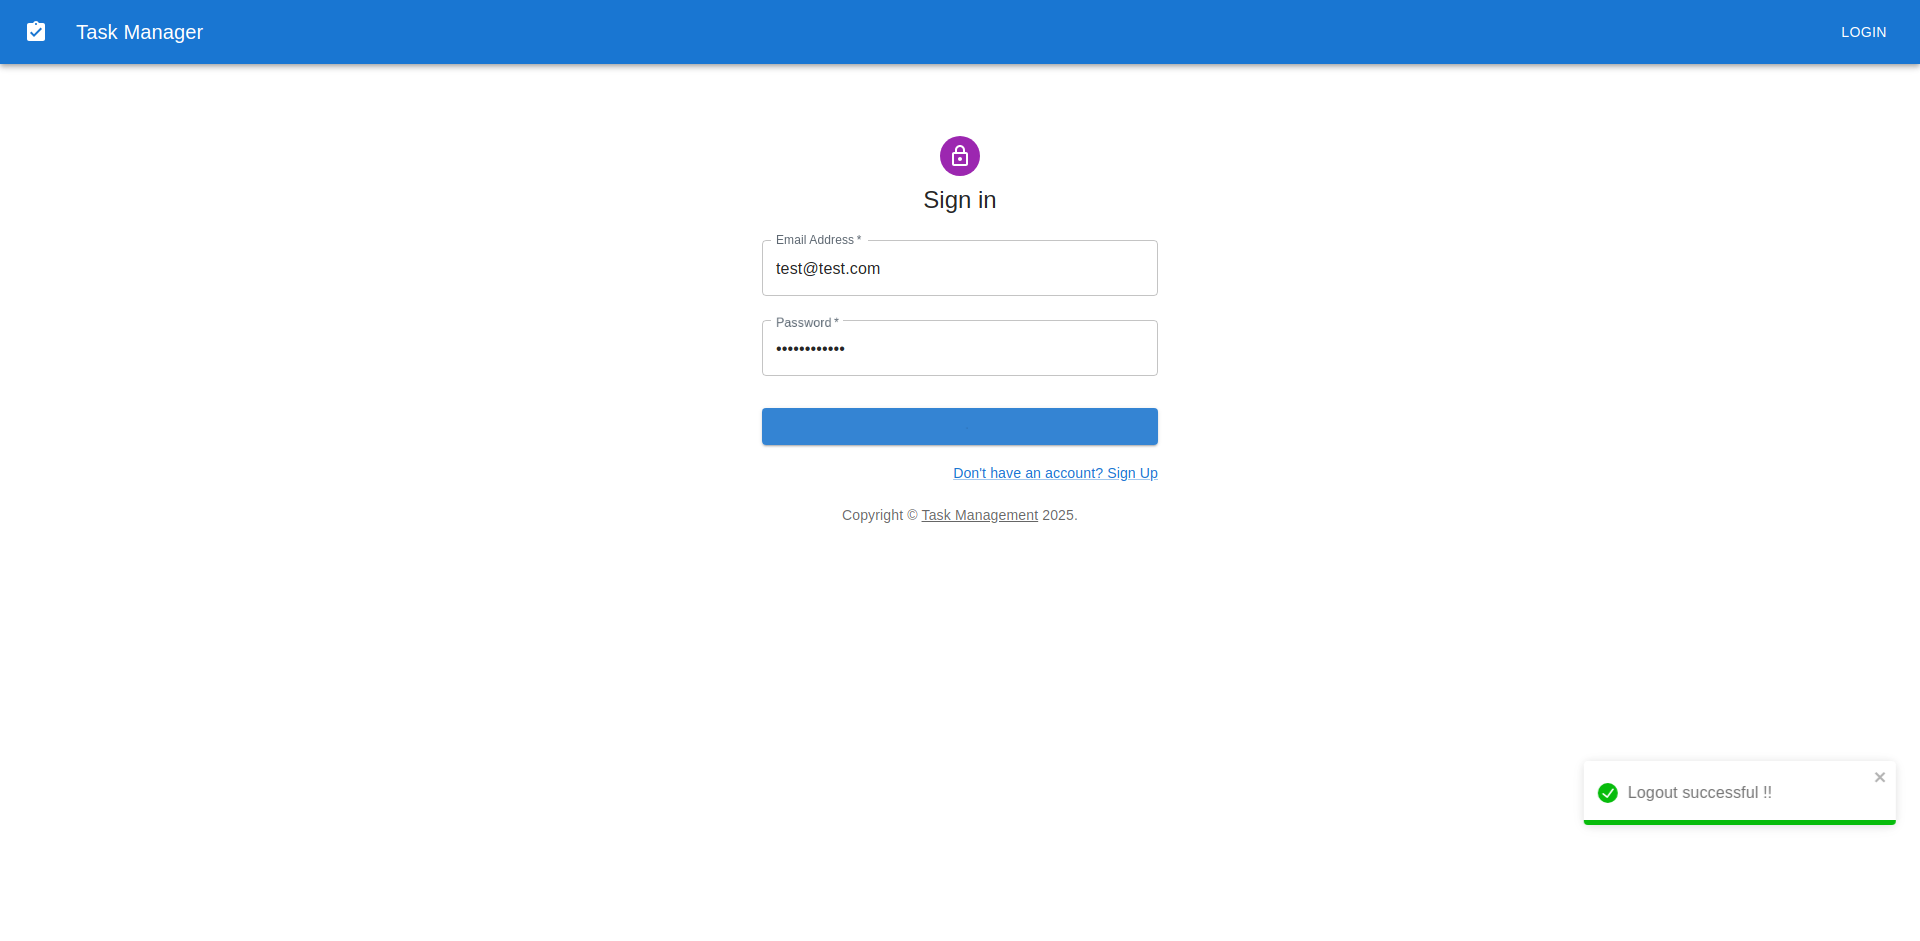 Task Manager
LOGIN
Sign in
Email Address *
test@test.com
Password *
••••••••••••
Don't have an account? Sign Up
Copyright © Task Management 2025.
Logout successful !!